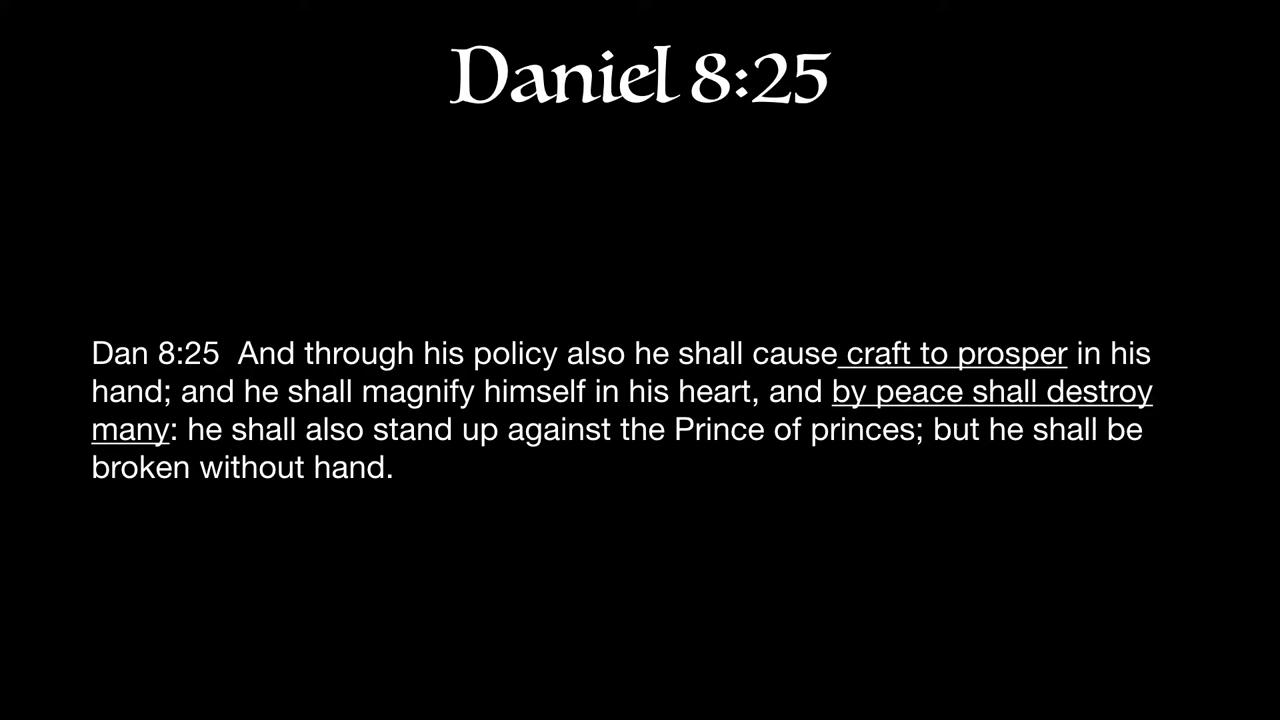 Daniel 8:25
Dan 8:25  And through his policy also he shall cause craft to prosper in his
hand; and he shall magnify himself in his heart, and by peace shall destroy
many: he shall also stand up against the Prince of princes; but he shall be
broken without hand.